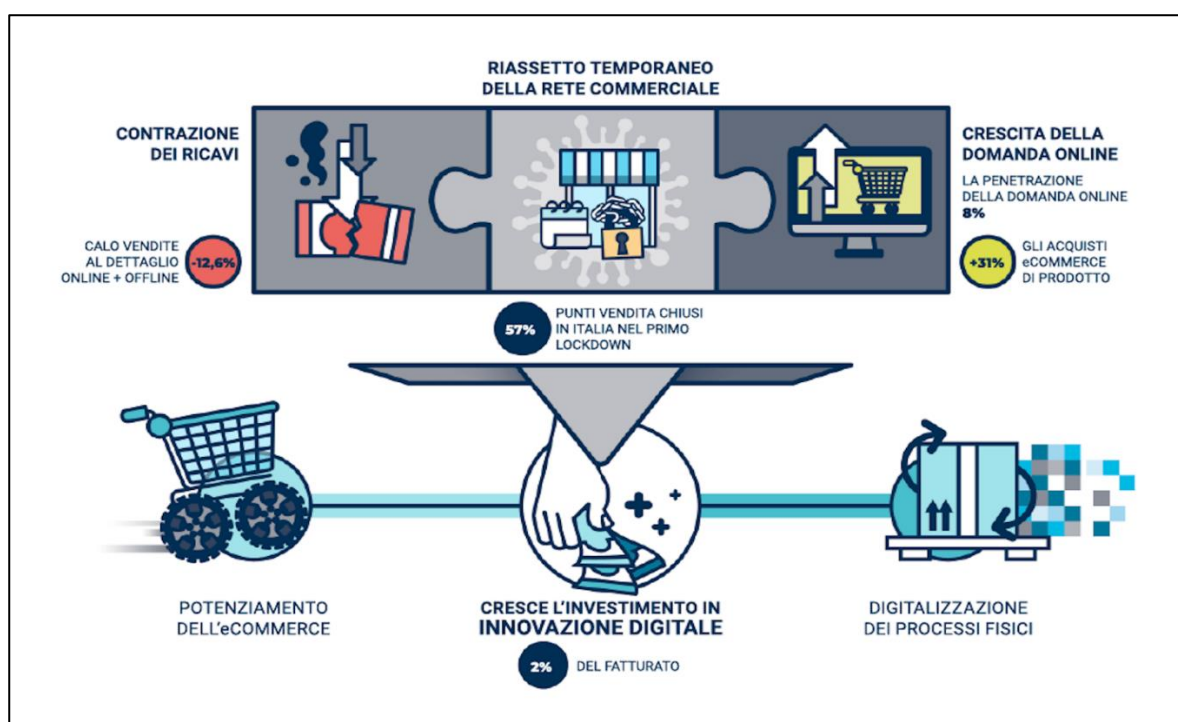 RIASSETTO TEMPORANEO
DELLA RETE COMMERCIALE
CONTRAZIONE
DEI RICAVI
CALO VENDITE
AL DETTAGLIO
ONLINE + OFFLINE
-12,6%
CRESCITA DELLA
DOMANDA ONLINE
LA PENETRAZIONE
DELLA DOMANDA ONLINE
8%
+31%
GLI ACQUISTI
eCOMMERCE
DI PRODOTTO
57%
PUNTI VENDITA CHIUSI
IN ITALIA NEL PRIMO
LOCKDOWN
POTENZIAMENTO
DELL'eCOMMERCE
CRESCE L'INVESTIMENTO IN
INNOVAZIONE DIGITALE
2%
DEL FATTURATO
DIGITALIZZAZIONE
DEI PROCESSI FISICI